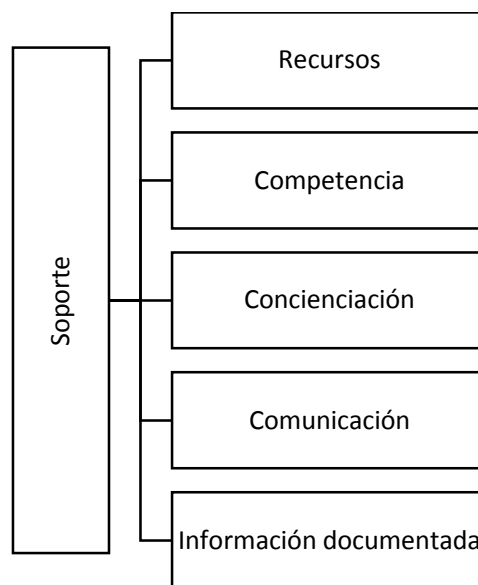 Soporte
Recursos
Competencia
Concienciación
Comunicación
Información documentada